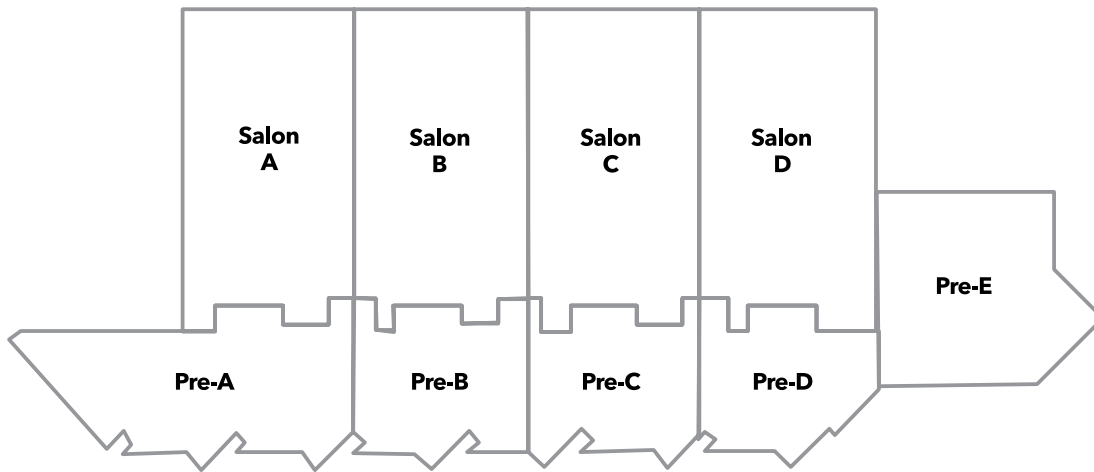 Salon
A
Salon
B
Salon
C
Salon
D
Pre-E
Pre-A
Pre-B
Pre-C
Pre-D